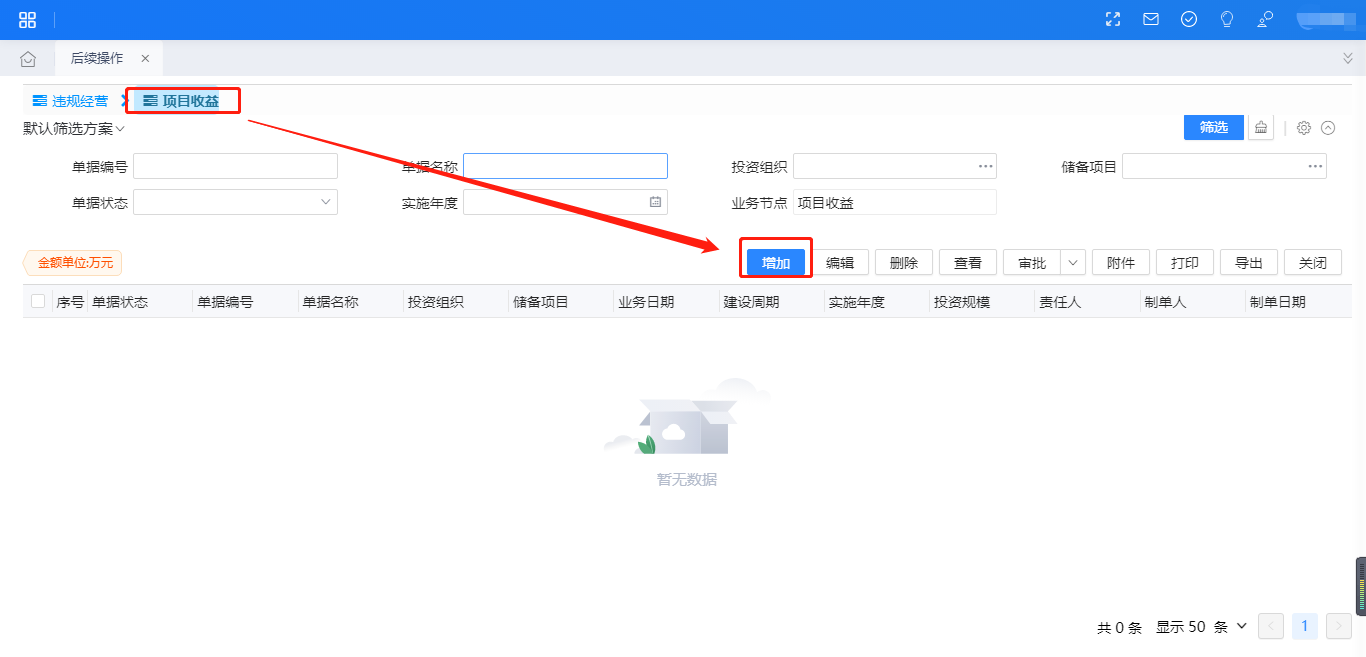 后续操作
违规经营 项目收益
默认筛选方案 筛选
单据编号 单据名称 投资组织 储备项目
单据状态 实施年度 业务节点 项目收益
金额单位:万元 增加 编辑 删除 查看 审批 附件 打印 导出 关闭
序号 单据状态 单据编号 单据名称 投资组织 储备项目 业务日期 建设周期 实施年度 投资规模 责任人 制单人 制单日期
暂无数据
共 0 条 显示 50 条 1